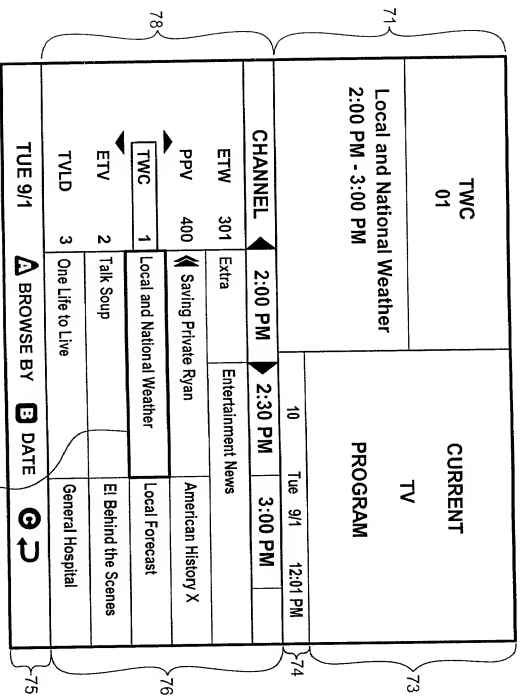 71
73
TWC
01
Local and National Weather
2:00 PM - 3:00 PM
CURRENT
TV
PROGRAM
10 Tue 9/1 12:01 PM
74
78
CHANNEL 2:00 PM 2:30 PM 3:00 PM
ETW 301 Extra Entertainment News
PPV 400 Saving Private Ryan American History X
TWC 1 Local and National Weather Local Forecast
ETV 2 Talk Soup E! Behind the Scenes
TVLD 3 One Life to Live General Hospital
76
TUE 9/1 A BROWSE BY B DATE C
75